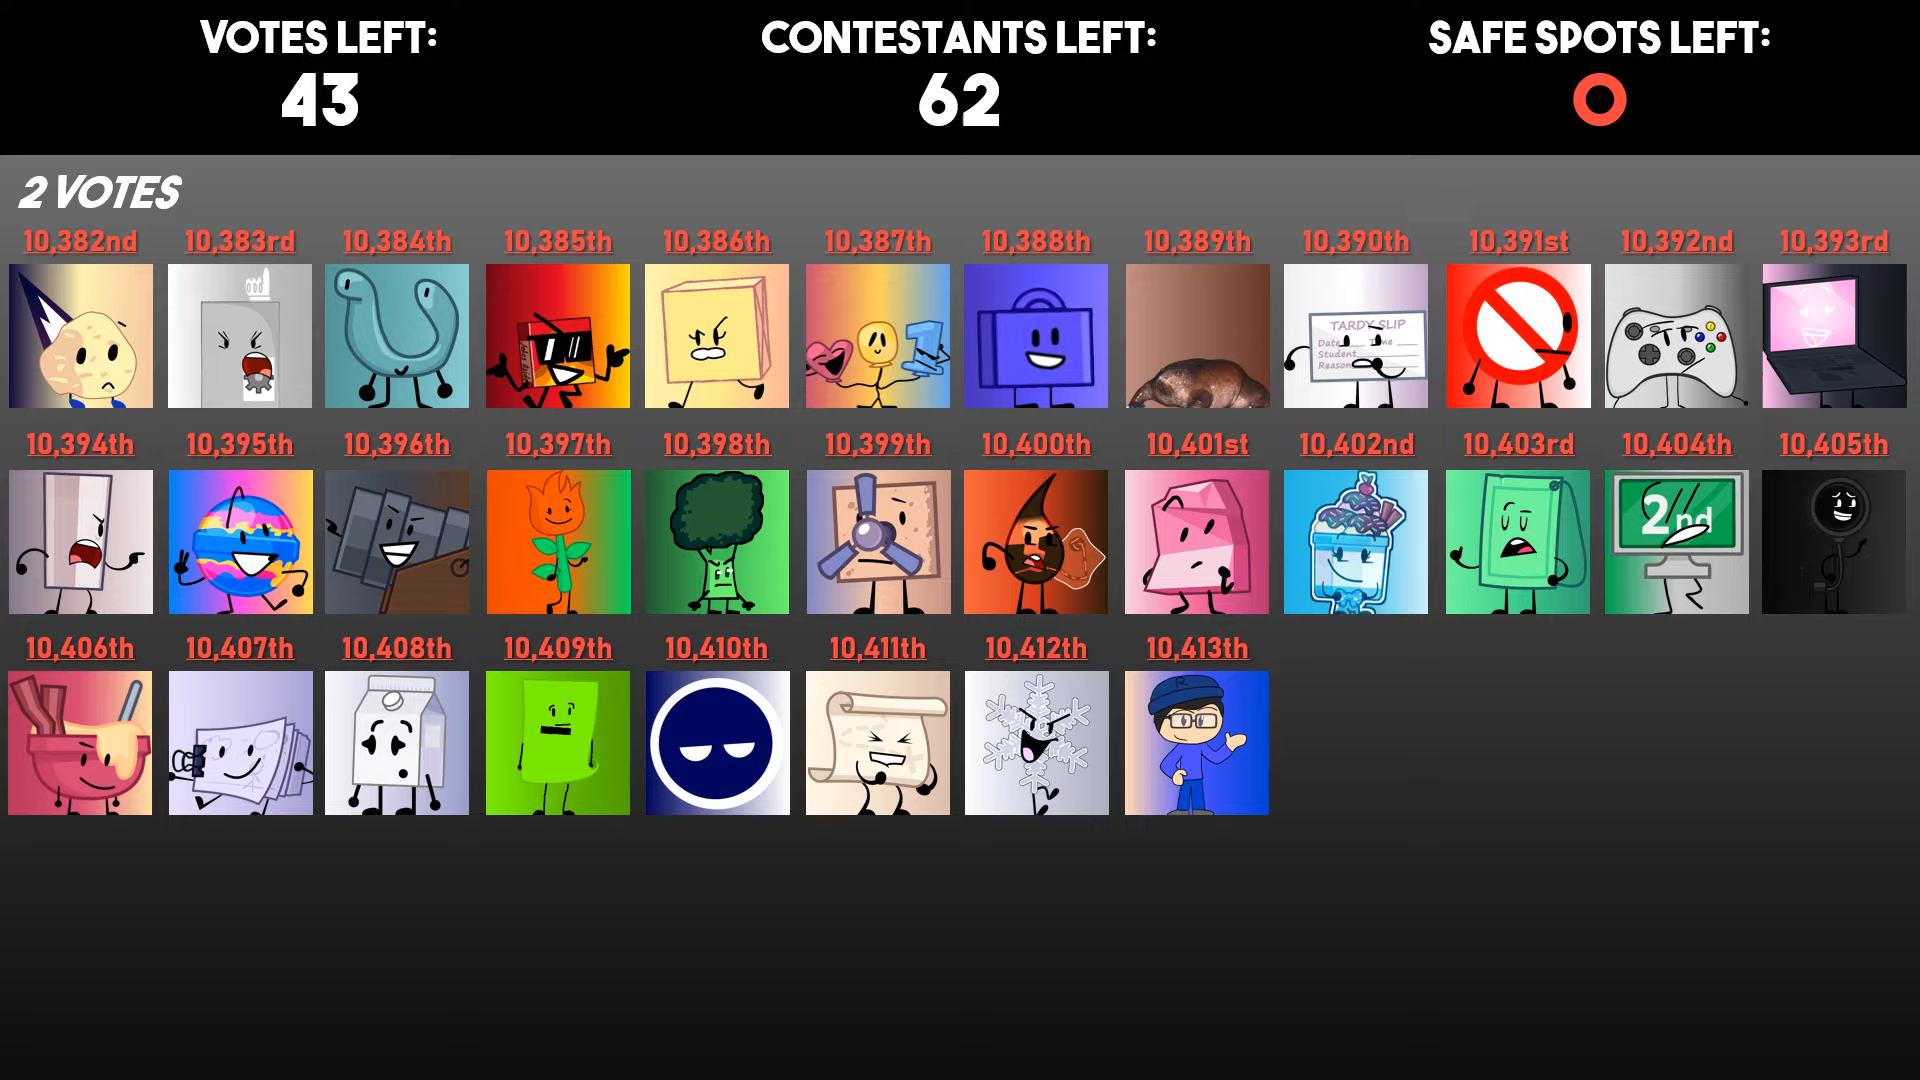 VOTES LEFT:
43
CONTESTANTS LEFT:
62
SAFE SPOTS LEFT:
0
2 VOTES
10,382nd 10,383rd 10,384th 10,385th 10,386th 10,387th 10,388th 10,389th 10,390th 10,391st 10,392nd 10,393rd
TARDY SLIP
Date Time
Student
Reason
10,394th 10,395th 10,396th 10,397th 10,398th 10,399th 10,400th 10,401st 10,402nd 10,403rd 10,404th 10,405th
2nd
10,406th 10,407th 10,408th 10,409th 10,410th 10,411th 10,412th 10,413th
R